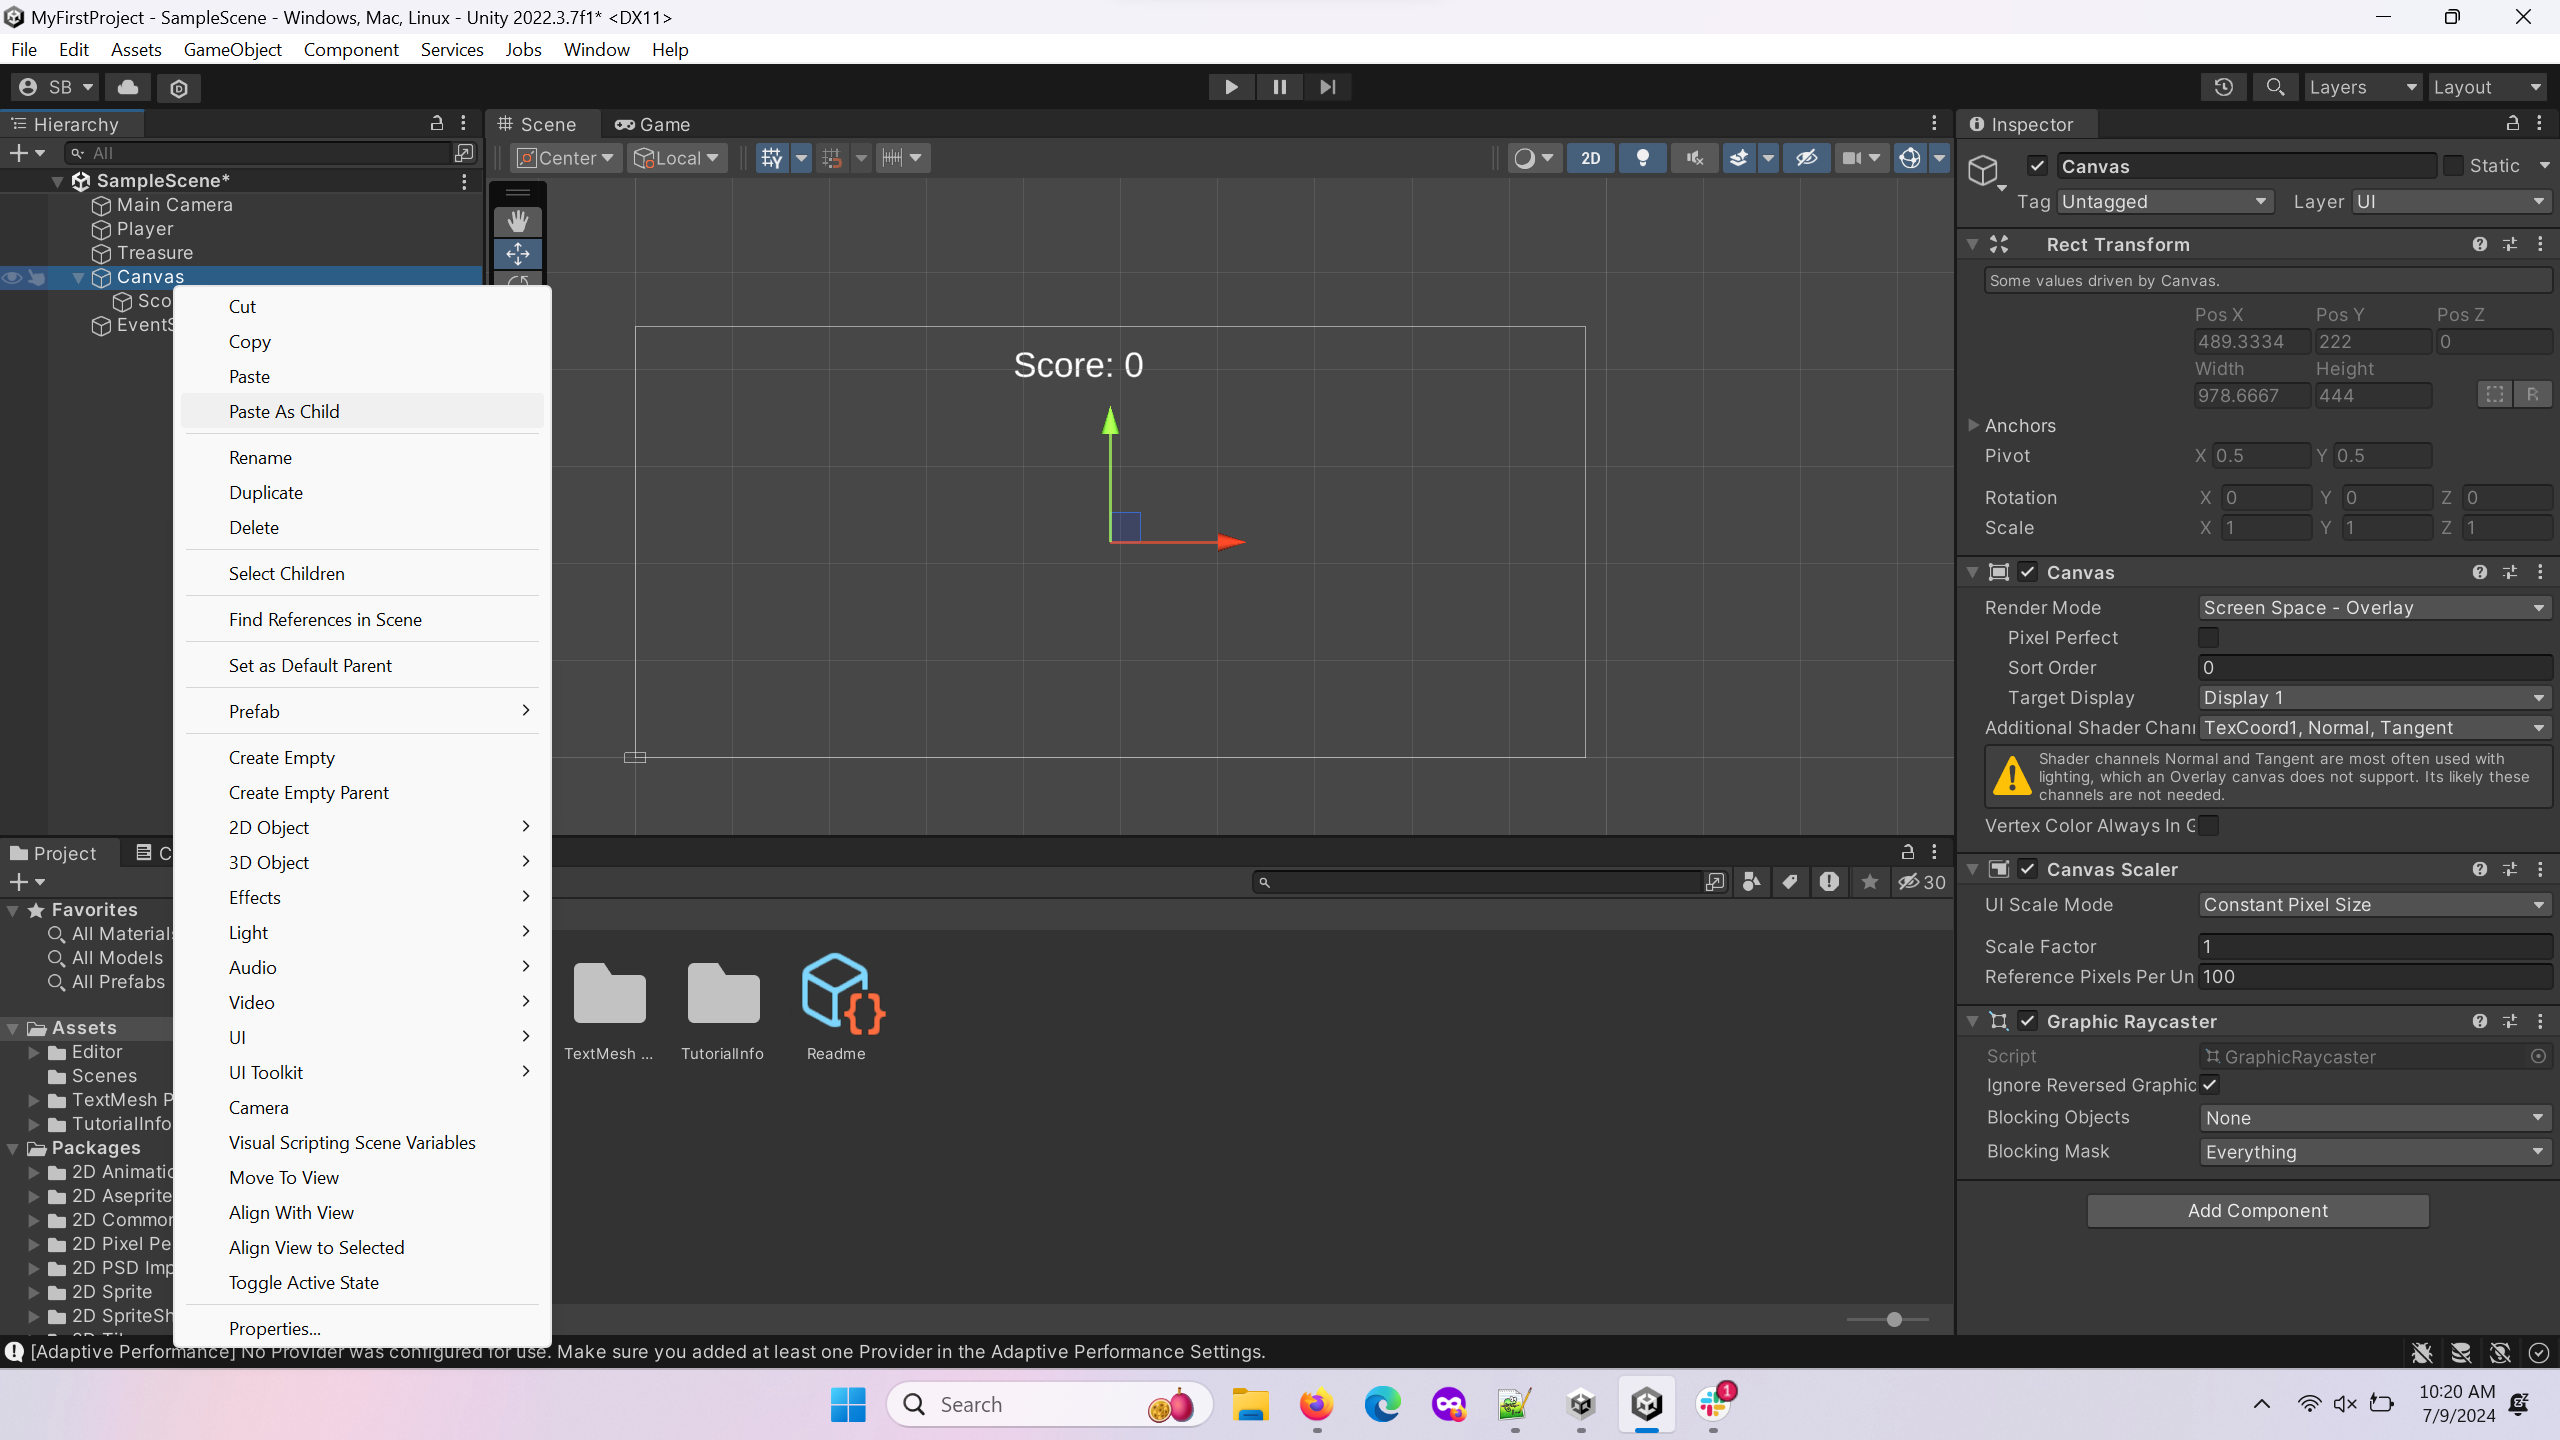 MyFirstProject - SampleScene - Windows, Mac, Linux - Unity 2022.3.7f1* <DX11>
File Edit Assets GameObject Component Services Jobs Window Help
SB
Layers Layout
Hierarchy
Scene Game
Inspector
All
Center Local
2D
Canvas
Static
SampleScene*
Main Camera
Player
Treasure
Canvas
Sco
EventS
Tag Untagged Layer UI
Rect Transform
Some values driven by Canvas.
Pos X Pos Y Pos Z
489.3334 222 0
Width Height
978.6667 444
R
Anchors
Pivot X 0.5 Y 0.5
Rotation X 0 Y 0 Z 0
Scale X 1 Y 1 Z 1
Cut
Copy
Paste
Paste As Child
Rename
Duplicate
Delete
Select Children
Find References in Scene
Set as Default Parent
Prefab
Create Empty
Create Empty Parent
2D Object
3D Object
Effects
Light
Audio
Video
UI
UI Toolkit
Camera
Visual Scripting Scene Variables
Move To View
Align With View
Align View to Selected
Toggle Active State
Properties...
Score: 0
Canvas
Render Mode Screen Space - Overlay
Pixel Perfect
Sort Order 0
Target Display Display 1
Additional Shader Chann TexCoord1, Normal, Tangent
Shader channels Normal and Tangent are most often used with
lighting, which an Overlay canvas does not support. Its likely these
channels are not needed.
Vertex Color Always In G
Canvas Scaler
UI Scale Mode Constant Pixel Size
Scale Factor 1
Reference Pixels Per Un 100
Graphic Raycaster
Script GraphicRaycaster
Ignore Reversed Graphic
Blocking Objects None
Blocking Mask Everything
Add Component
Project C
30
Favorites
All Materials
All Models
All Prefabs
Assets
Editor
Scenes
TextMesh P
TutorialInfo
Packages
2D Animatio
2D Aseprite
2D Common
2D Pixel Pe
2D PSD Imp
2D Sprite
2D SpriteSh
TextMesh ... TutorialInfo Readme
[Adaptive Performance] No Provider was configured for use. Make sure you added at least one Provider in the Adaptive Performance Settings.
Search
1
10:20 AM
7/9/2024